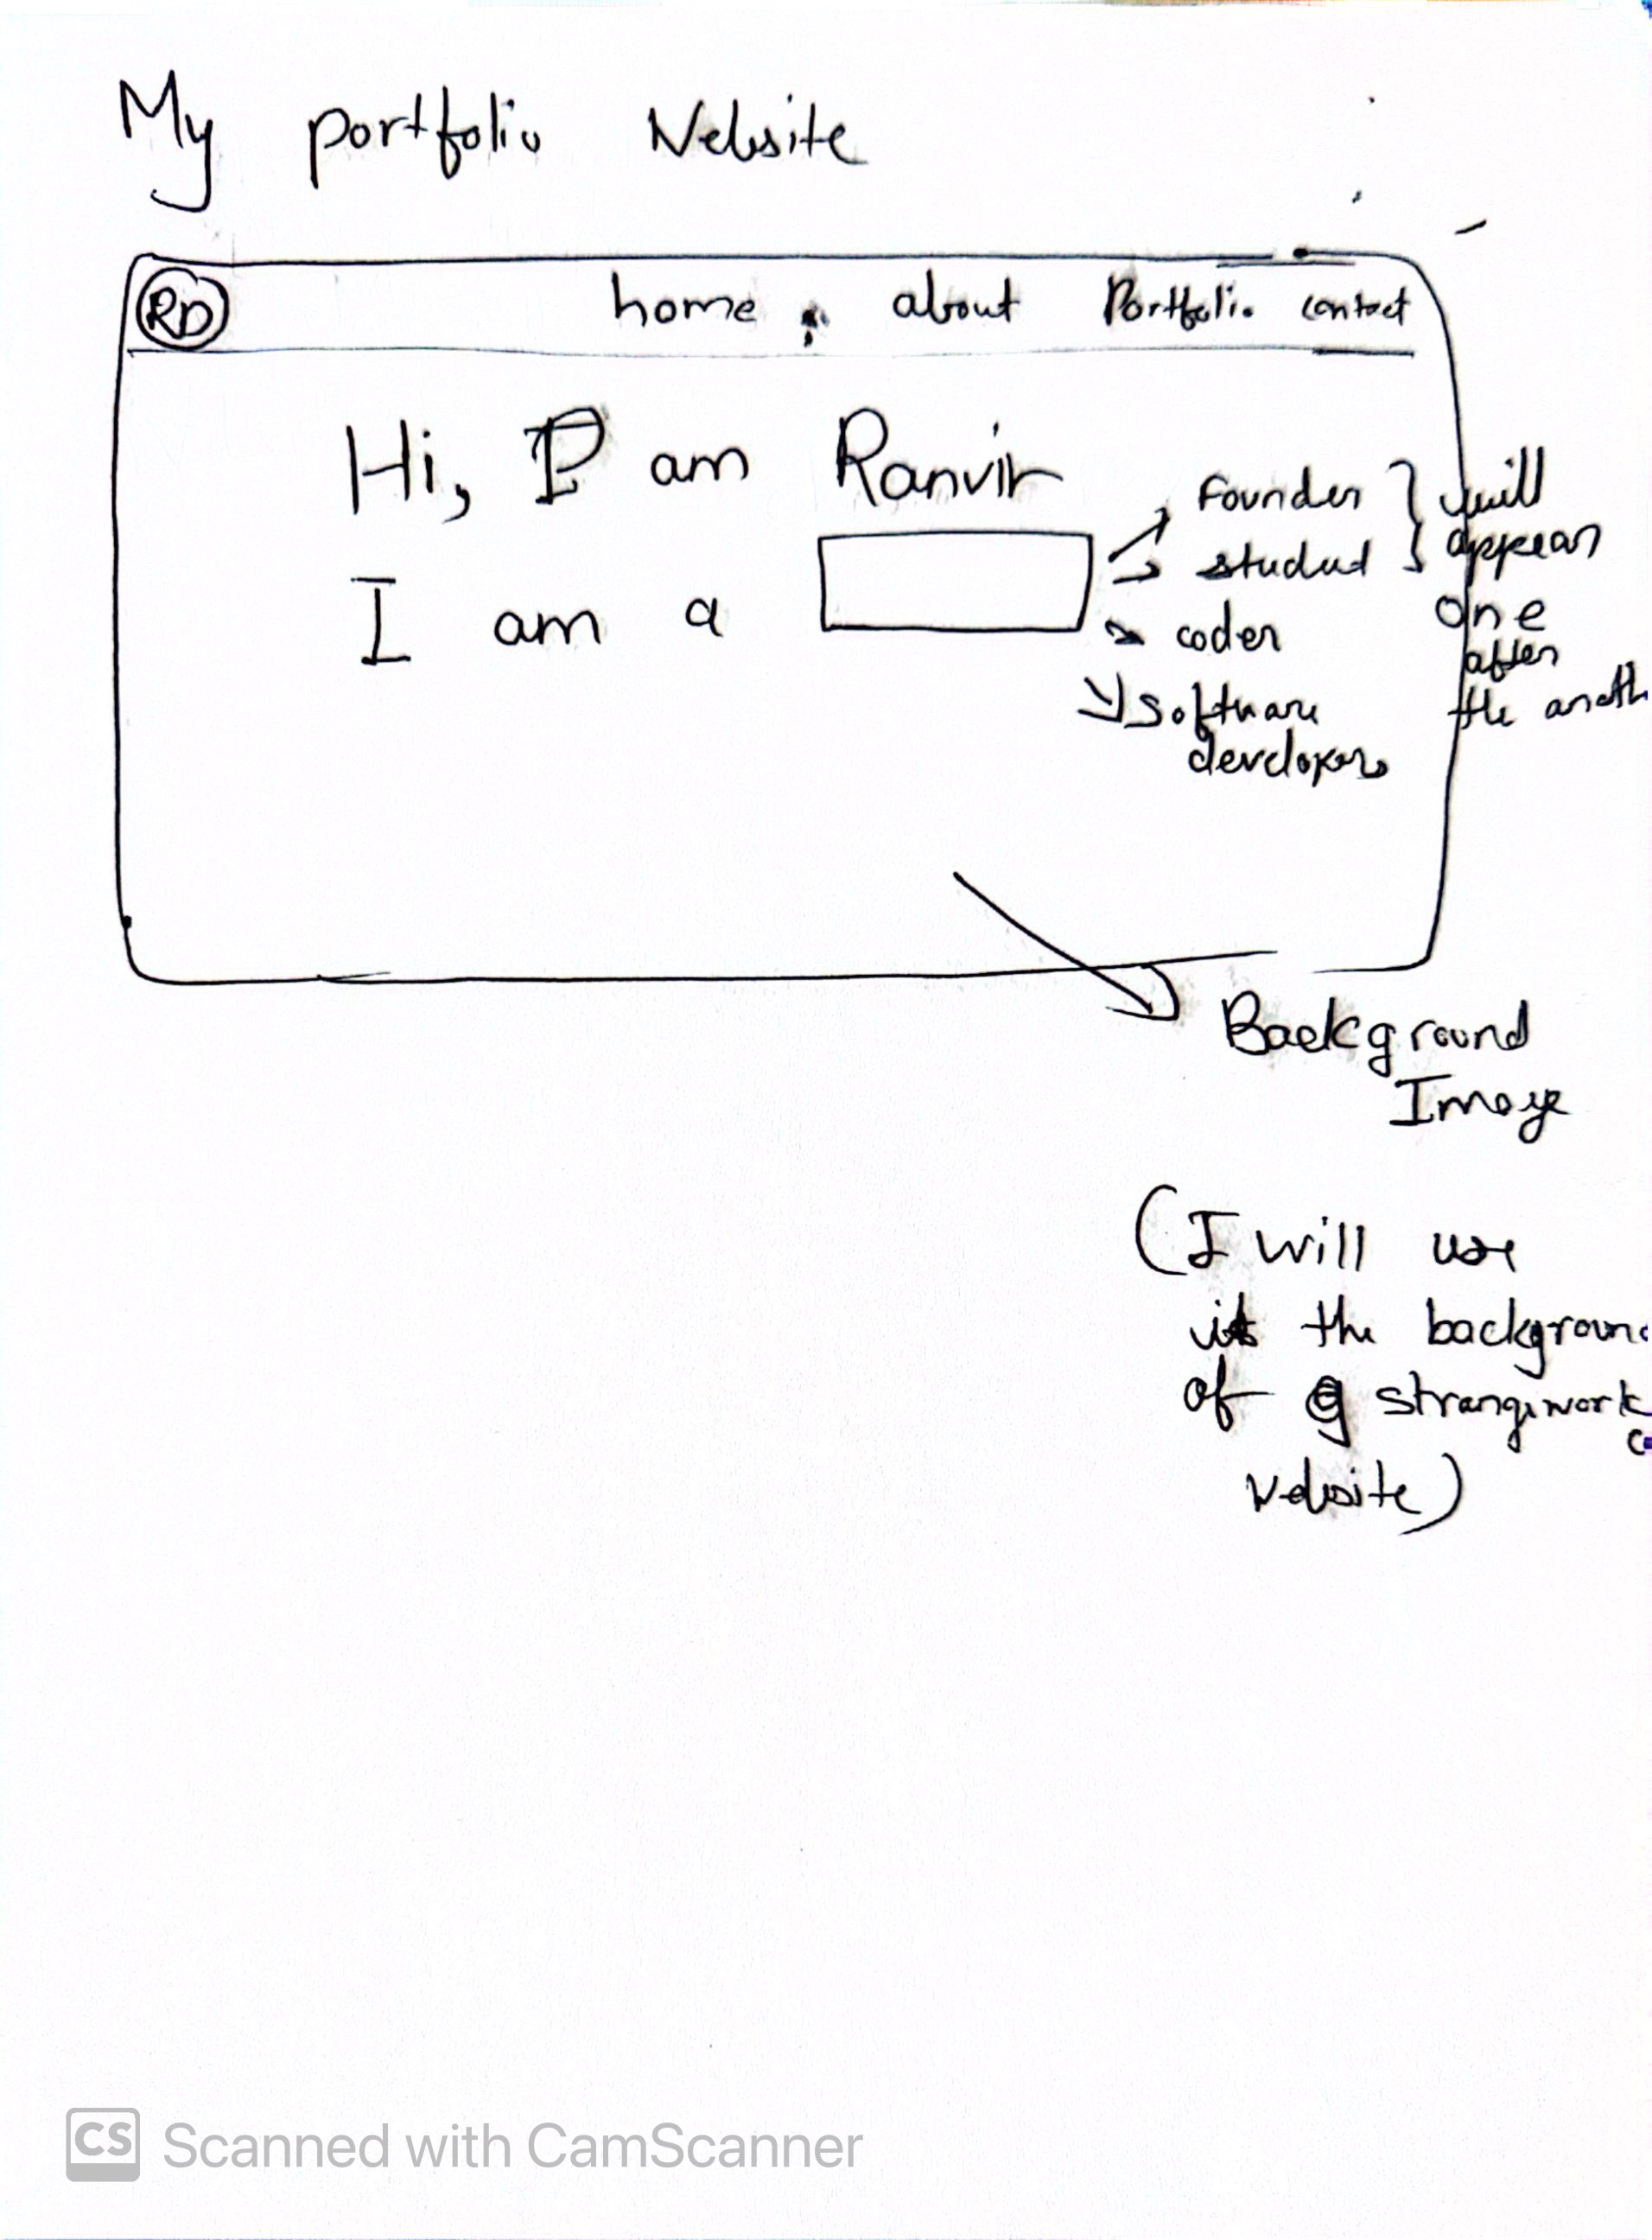 My portfolio Website
RD home about Portfolio contact
Hi, I am Ranvir
I am a
founder
student
coder
software
developer
will
appear
one
after
the anoth
Background
Image
(I will use
it the background
of strangework
website)
CS Scanned with CamScanner